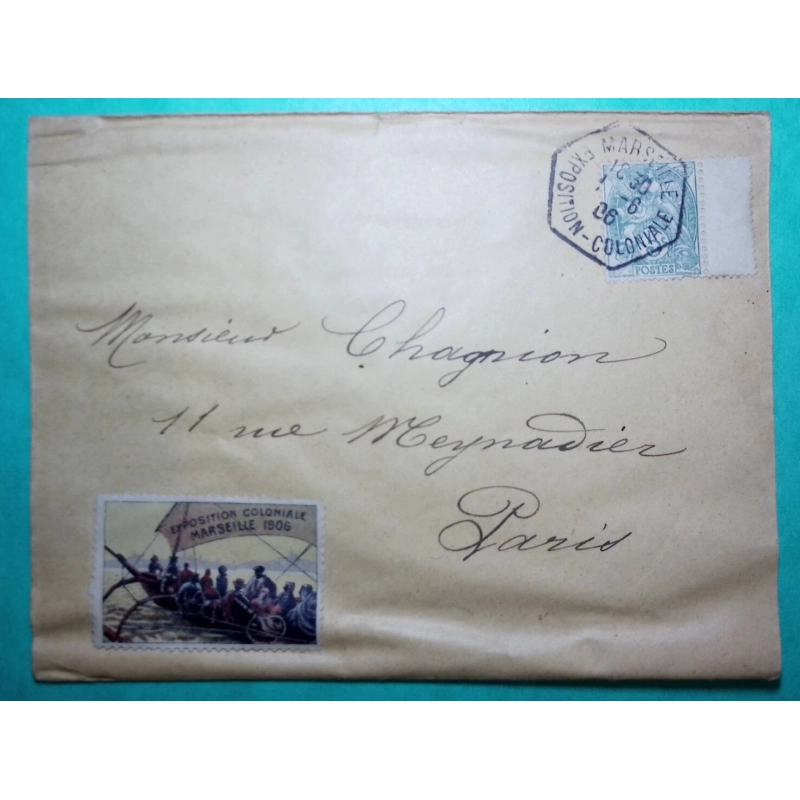 MARSEILLE
EXPOSITION-COLONIALE
06
POSTES
Monsieur Chagnion
11 rue Meynadier
Paris
EXPOSITION COLONIALE
MARSEILLE 1906